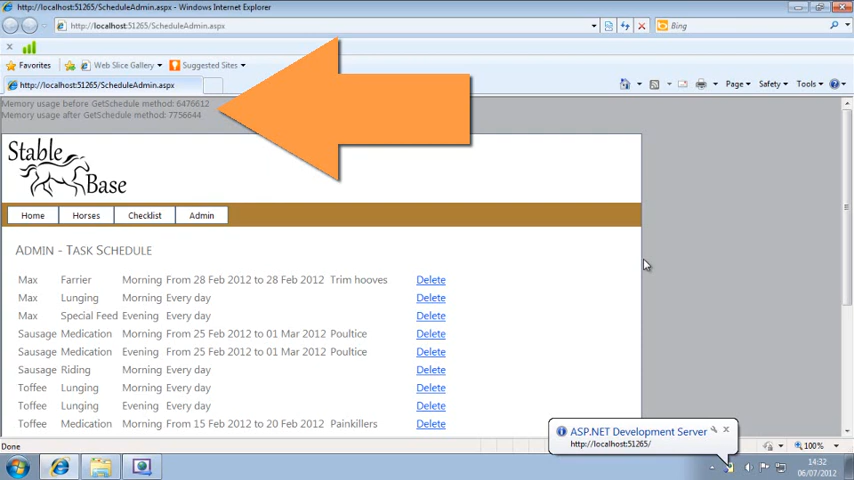 http://localhost:51265/ScheduleAdmin.aspx - Windows Internet Explorer
http://localhost:51265/ScheduleAdmin.aspx
Bing
Favorites Web Slice Gallery Suggested Sites
http://localhost:51265/ScheduleAdmin.aspx
Page Safety Tools
Memory usage before GetSchedule method: 6476612
Memory usage after GetSchedule method: 7756644
Stable
Base
Home Horses Checklist Admin
ADMIN - TASK SCHEDULE
Max Farrier Morning From 28 Feb 2012 to 28 Feb 2012 Trim hooves Delete
Max Lunging Morning Every day Delete
Max Special Feed Evening Every day Delete
Sausage Medication Morning From 25 Feb 2012 to 01 Mar 2012 Poultice Delete
Sausage Medication Evening From 25 Feb 2012 to 01 Mar 2012 Poultice Delete
Sausage Riding Morning Every day Delete
Toffee Lunging Morning Every day Delete
Toffee Lunging Evening Every day Delete
Toffee Medication Morning From 15 Feb 2012 to 20 Feb 2012 Painkillers Delete
ASP.NET Development Server
http://localhost:51265/
Done
100%
14:32
06/07/2012